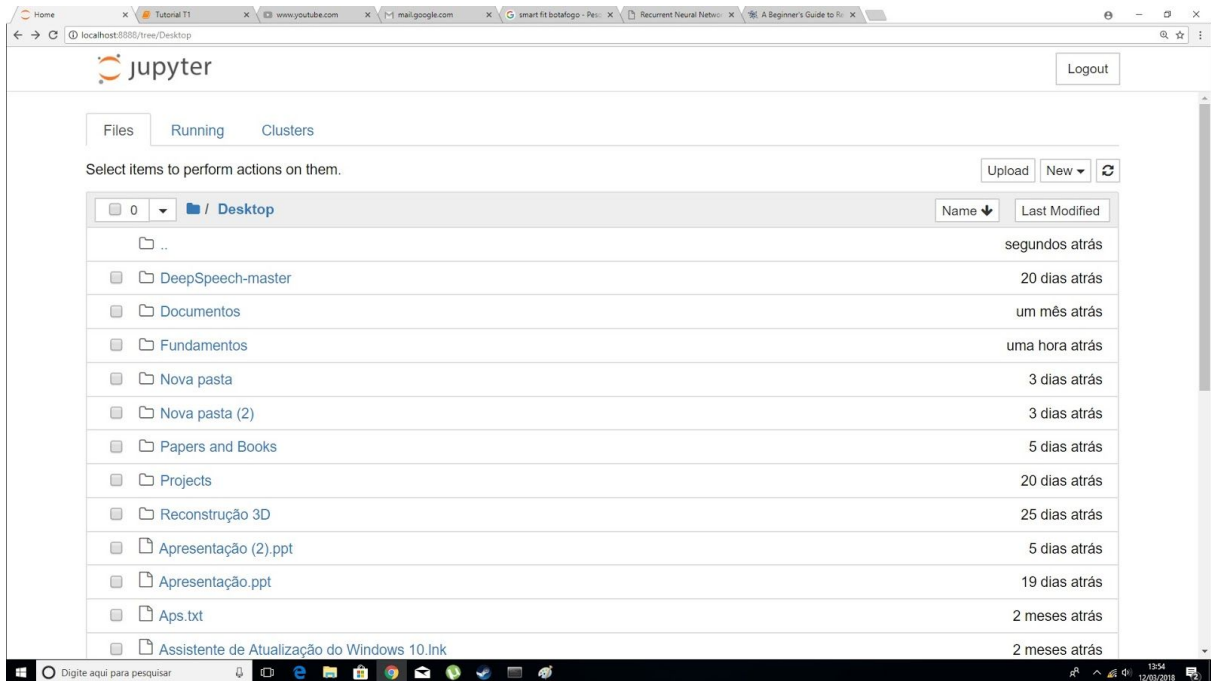 Home
Tutorial T1
www.youtube.com
mail.google.com
smart fit botafogo - Pesq
Recurrent Neural Netwo
A Beginner's Guide to Re
localhost:8888/tree/Desktop
jupyter
Logout
Files Running Clusters
Select items to perform actions on them.
Upload New
0 / Desktop Name Last Modified
.. segundos atrás
DeepSpeech-master 20 dias atrás
Documentos um mês atrás
Fundamentos uma hora atrás
Nova pasta 3 dias atrás
Nova pasta (2) 3 dias atrás
Papers and Books 5 dias atrás
Projects 20 dias atrás
Reconstrução 3D 25 dias atrás
Apresentação (2).ppt 5 dias atrás
Apresentação.ppt 19 dias atrás
Aps.txt 2 meses atrás
Assistente de Atualização do Windows 10.lnk 2 meses atrás
Digite aqui para pesquisar
13:54
12/03/2018